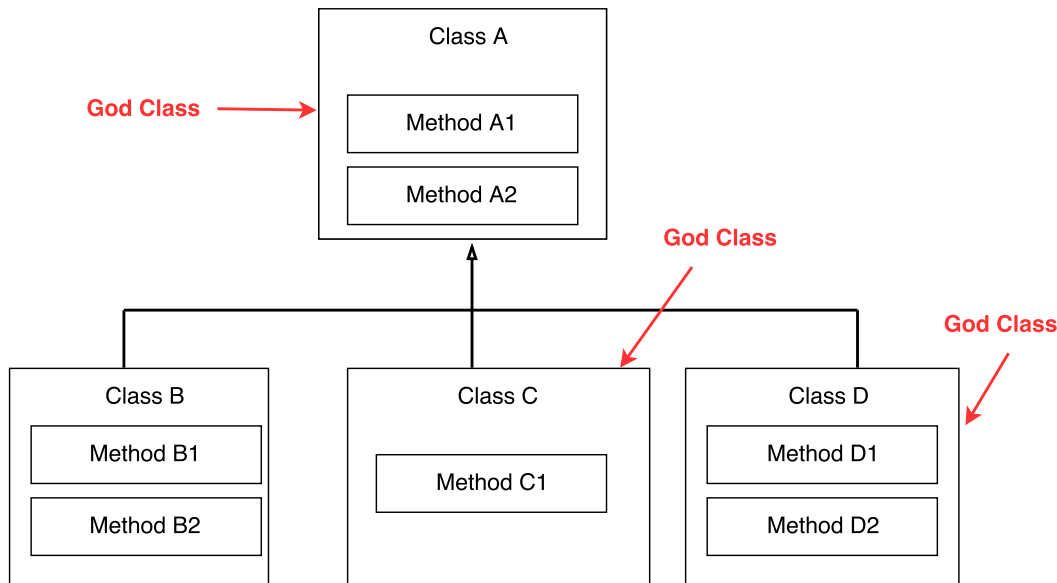 Class A
God Class
Method A1
Method A2
God Class
God Class
Class B
Class C
Class D
Method B1
Method D1
Method C1
Method B2
Method D2